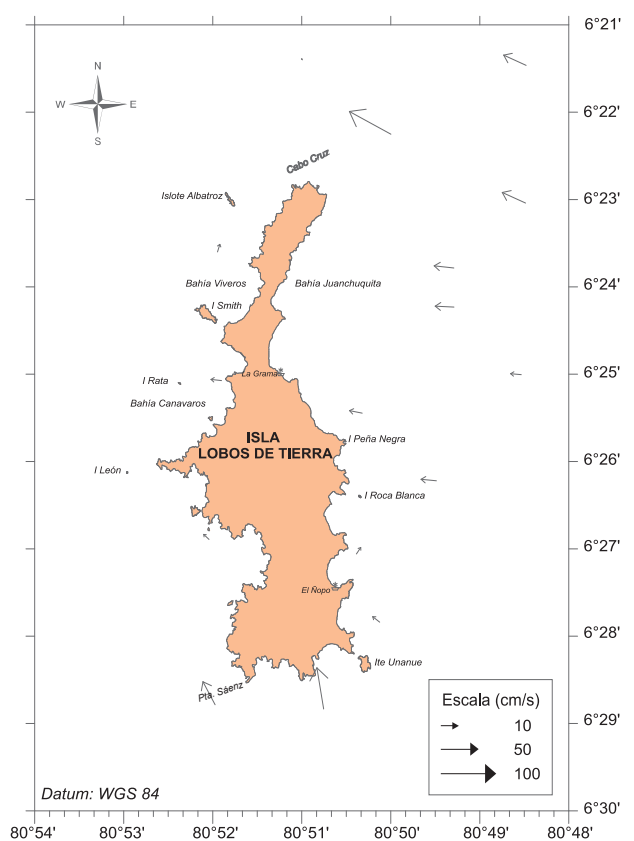 6°21'
N
W E
S
6°22'
Cabo Cruz
Islote Albatroz
6°23'
Bahía Viveros
Bahía Juanchuquita
6°24'
I Smith
La Grama
6°25'
I Rata
Bahía Canavaros
ISLA
LOBOS DE TIERRA
I Peña Negra
6°26'
I León
I Roca Blanca
6°27'
El Ñopo
6°28'
Ite Unanue
Pta. Sáenz
6°29'
Escala (cm/s)
10
50
100
Datum: WGS 84
6°30'
80°54' 80°53' 80°52' 80°51' 80°50' 80°49' 80°48'